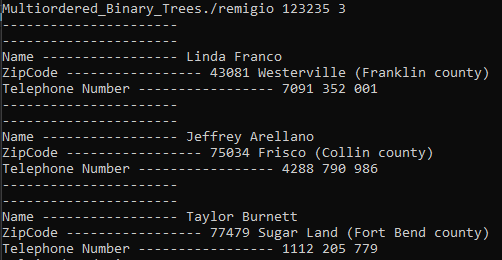 Multiordered_Binary_Trees./remigio 123235 3
-----------------------
-----------------------
Name ----------------- Linda Franco
ZipCode ----------------- 43081 Westerville (Franklin county)
Telephone Number ----------------- 7091 352 001
-----------------------
-----------------------
Name ----------------- Jeffrey Arellano
ZipCode ----------------- 75034 Frisco (Collin county)
Telephone Number ----------------- 4288 790 986
-----------------------
-----------------------
Name ----------------- Taylor Burnett
ZipCode ----------------- 77479 Sugar Land (Fort Bend county)
Telephone Number ----------------- 1112 205 779